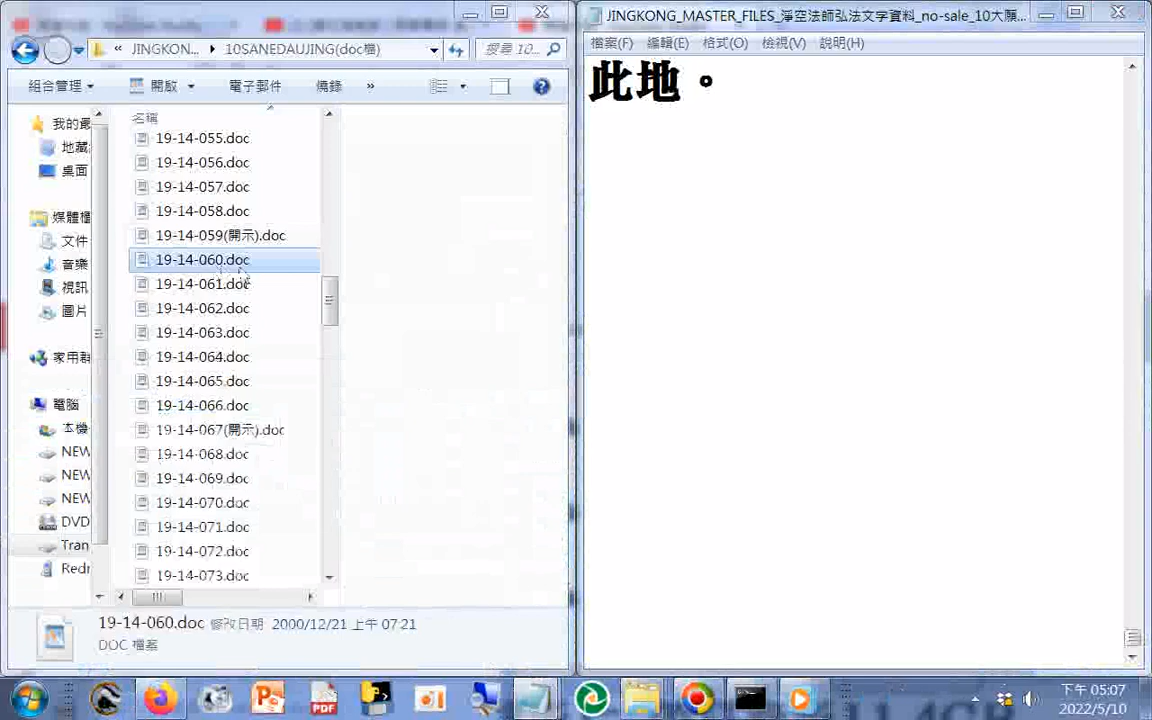 JINGKON...
10SANEDAUJING(doc檔)
搜尋 10...
組合管理
開啟
電子郵件
燒錄
»
名稱
我的最
地藏
桌面
媒體櫃
文件
音樂
視訊
圖片
家用群
電腦
本機
NEW
NEW
NEW
DVD
Tran
Redr
19-14-055.doc
19-14-056.doc
19-14-057.doc
19-14-058.doc
19-14-059(開示).doc
19-14-060.doc
19-14-061.doc
19-14-062.doc
19-14-063.doc
19-14-064.doc
19-14-065.doc
19-14-066.doc
19-14-067(開示).doc
19-14-068.doc
19-14-069.doc
19-14-070.doc
19-14-071.doc
19-14-072.doc
19-14-073.doc
19-14-060.doc 修改日期 2000/12/21 上午 07:21
DOC 檔案
JINGKONG_MASTER_FILES_淨空法師弘法文字資料_no-sale_10大願...
檔案(F) 編輯(E) 格式(O) 檢視(V) 說明(H)
此地。
PDF
下午 05:07
2022/5/10